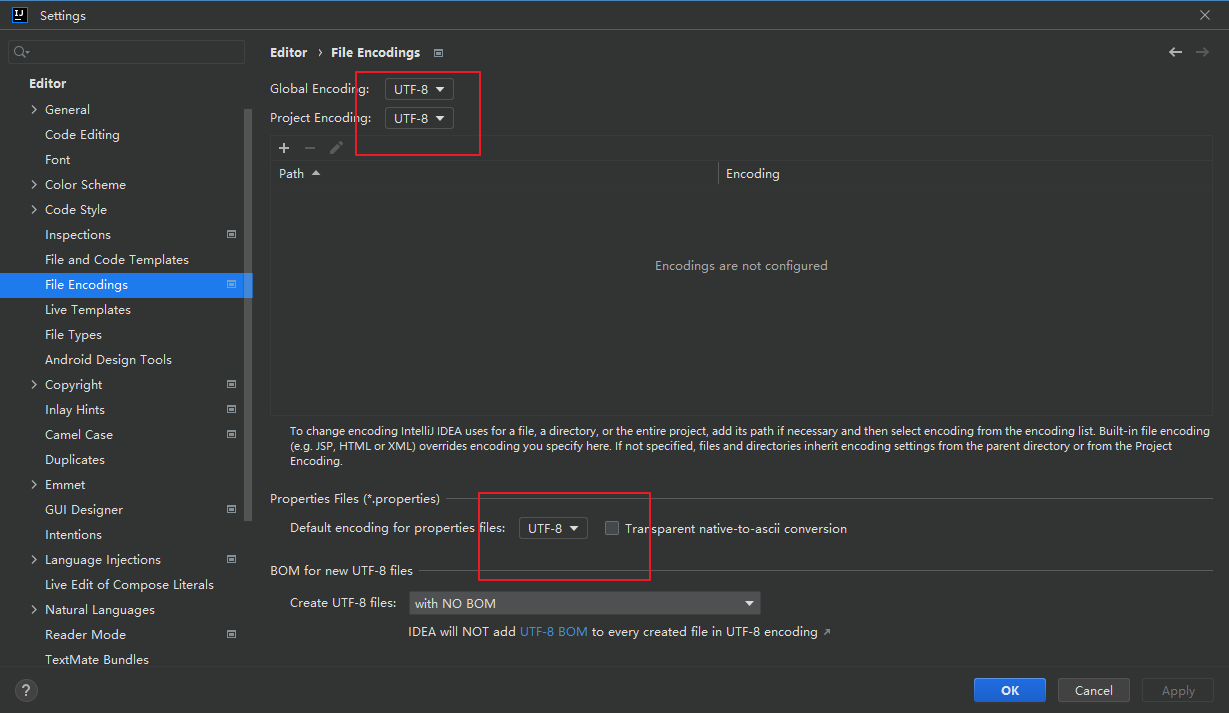 IJ Settings
Editor › File Encodings
Editor
General
Code Editing
Font
Color Scheme
Code Style
Inspections
File and Code Templates
File Encodings
Live Templates
File Types
Android Design Tools
Copyright
Inlay Hints
Camel Case
Duplicates
Emmet
GUI Designer
Intentions
Language Injections
Live Edit of Compose Literals
Natural Languages
Reader Mode
TextMate Bundles
Global Encoding: UTF-8
Project Encoding: UTF-8
Path Encoding
Encodings are not configured
To change encoding IntelliJ IDEA uses for a file, a directory, or the entire project, add its path if necessary and then select encoding from the encoding list. Built-in file encoding
(e.g. JSP, HTML or XML) overrides encoding you specify here. If not specified, files and directories inherit encoding settings from the parent directory or from the Project
Encoding.
Properties Files (*.properties)
Default encoding for properties files: UTF-8 Transparent native-to-ascii conversion
BOM for new UTF-8 files
Create UTF-8 files: with NO BOM
IDEA will NOT add UTF-8 BOM to every created file in UTF-8 encoding ↗
? OK Cancel Apply